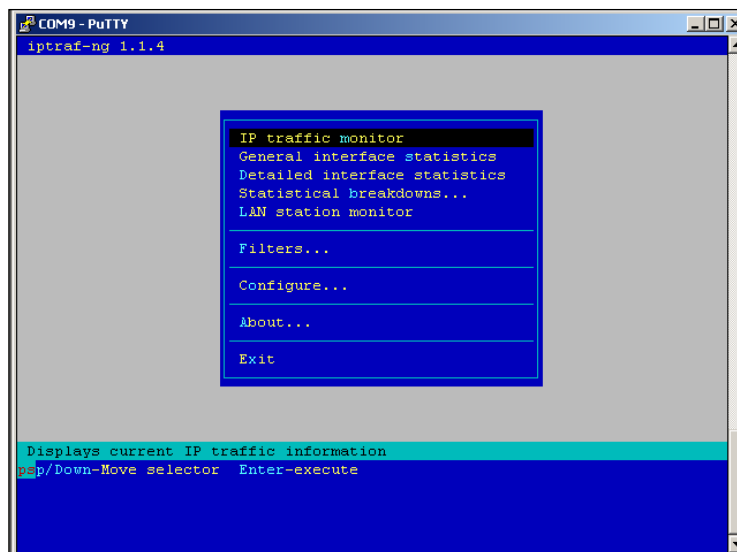 COM9 - PuTTY
iptraf-ng 1.1.4
IP traffic monitor
General interface statistics
Detailed interface statistics
Statistical breakdowns...
LAN station monitor
Filters...
Configure...
About...
Exit
Displays current IP traffic information
psp/Down-Move selector Enter-execute